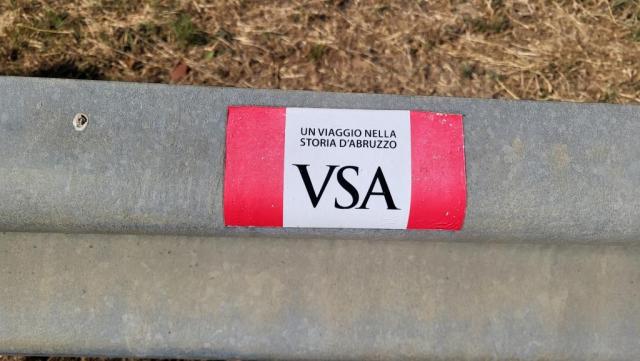 UN VIAGGIO NELLA
STORIA D'ABRUZZO
VSA